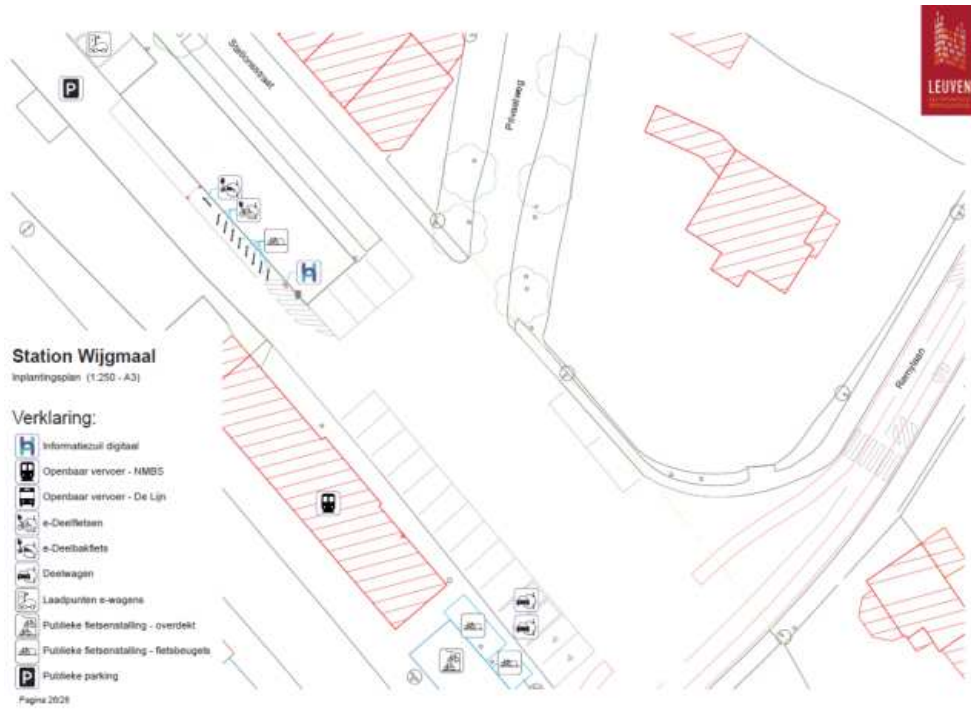 LEUVEN
Stationsstraat
Privaatweg
P
Remylaan
Station Wijgmaal
Inplantingsplan (1:250 - A3)
Verklaring:
Informatiezuil digitaal
Openbaar vervoer - NMBS
Openbaar vervoer - De Lijn
e-Deelfietsen
e-Deelbakfiets
Deelwagen
Laadpunten e-wagens
Publieke fietsenstalling - overdekt
Publieke fietsenstalling - fietsbeugels
P Publieke parking
Pagina 26/28